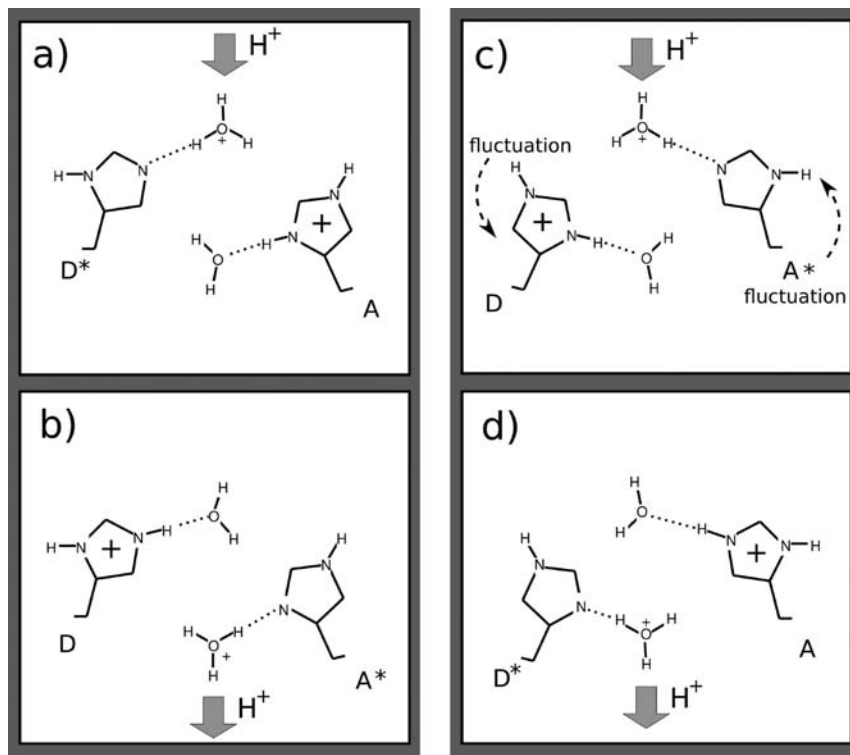 a) H⁺
H
O
H + H
N
H N
H
N
D*
H
H N +
O
H
A
b)
H
N H O
H N + H
H
N
D
H N
H H
O +
A*
H⁺
c) H⁺
H
O
H + H
fluctuation
H
N
N
N H
+
N H
H
O
H
A*
D
fluctuation
d)
H
O
H
H
N
+ N H
H
N
N
H + H
O
H
A
D*
H⁺